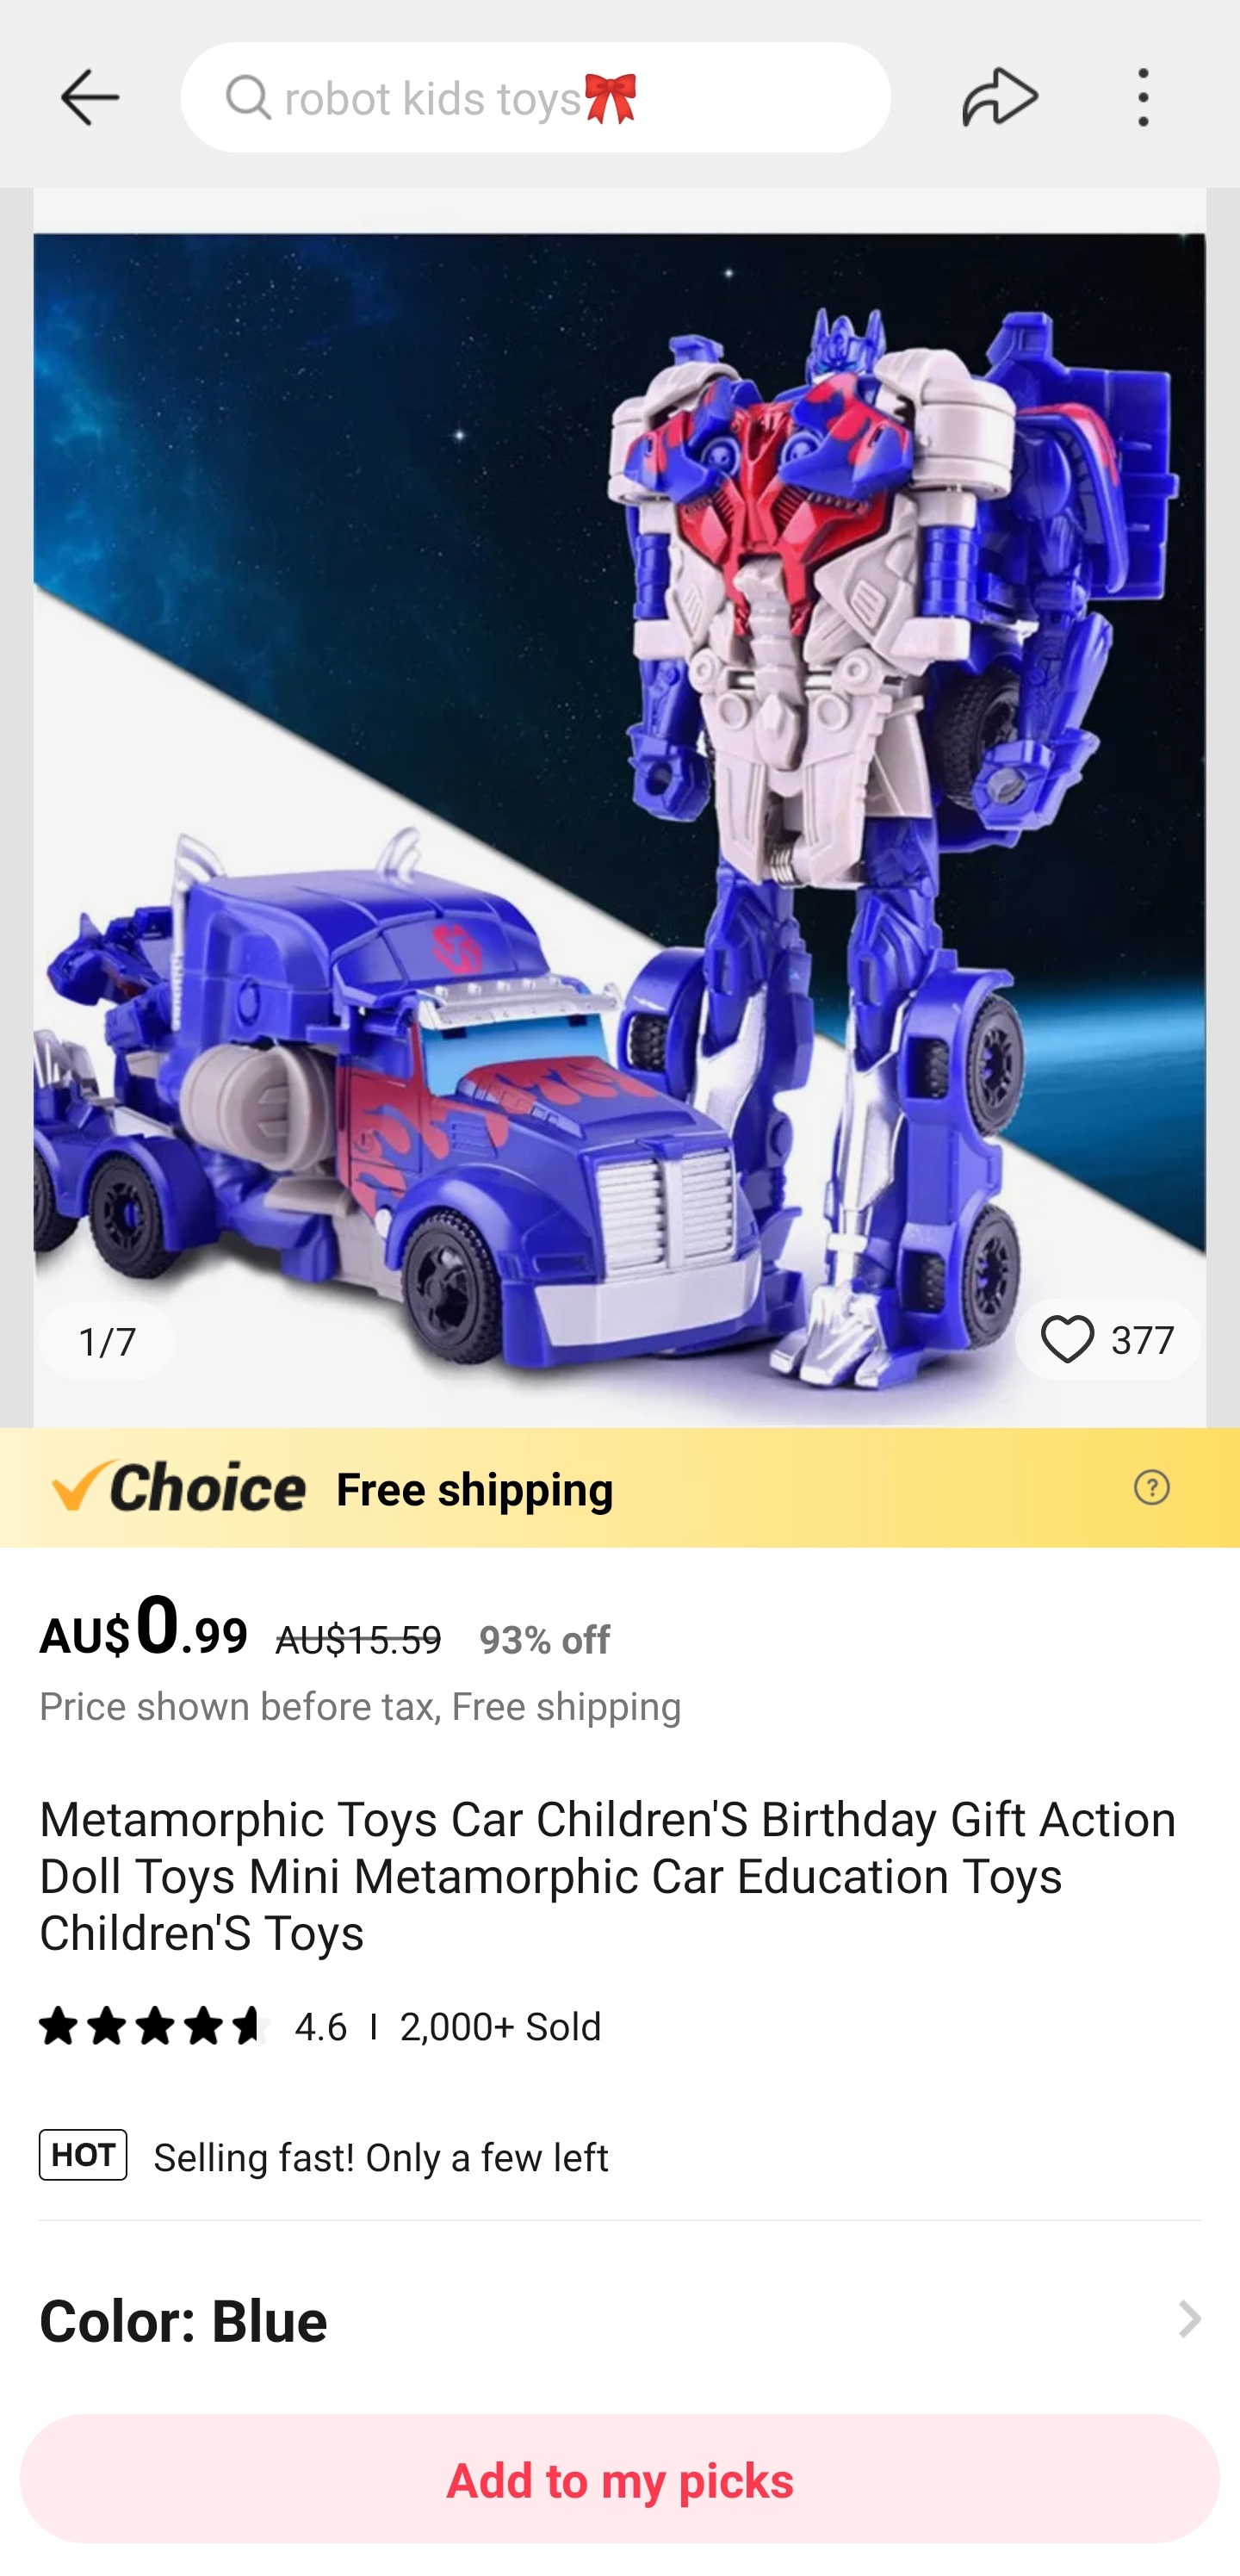 robot kids toys🎀
1/7
377
Choice Free shipping
?
AU$0.99 AU$15.59 93% off
Price shown before tax, Free shipping
Metamorphic Toys Car Children'S Birthday Gift Action
Doll Toys Mini Metamorphic Car Education Toys
Children'S Toys
4.6 | 2,000+ Sold
HOT Selling fast! Only a few left
Color: Blue
Add to my picks